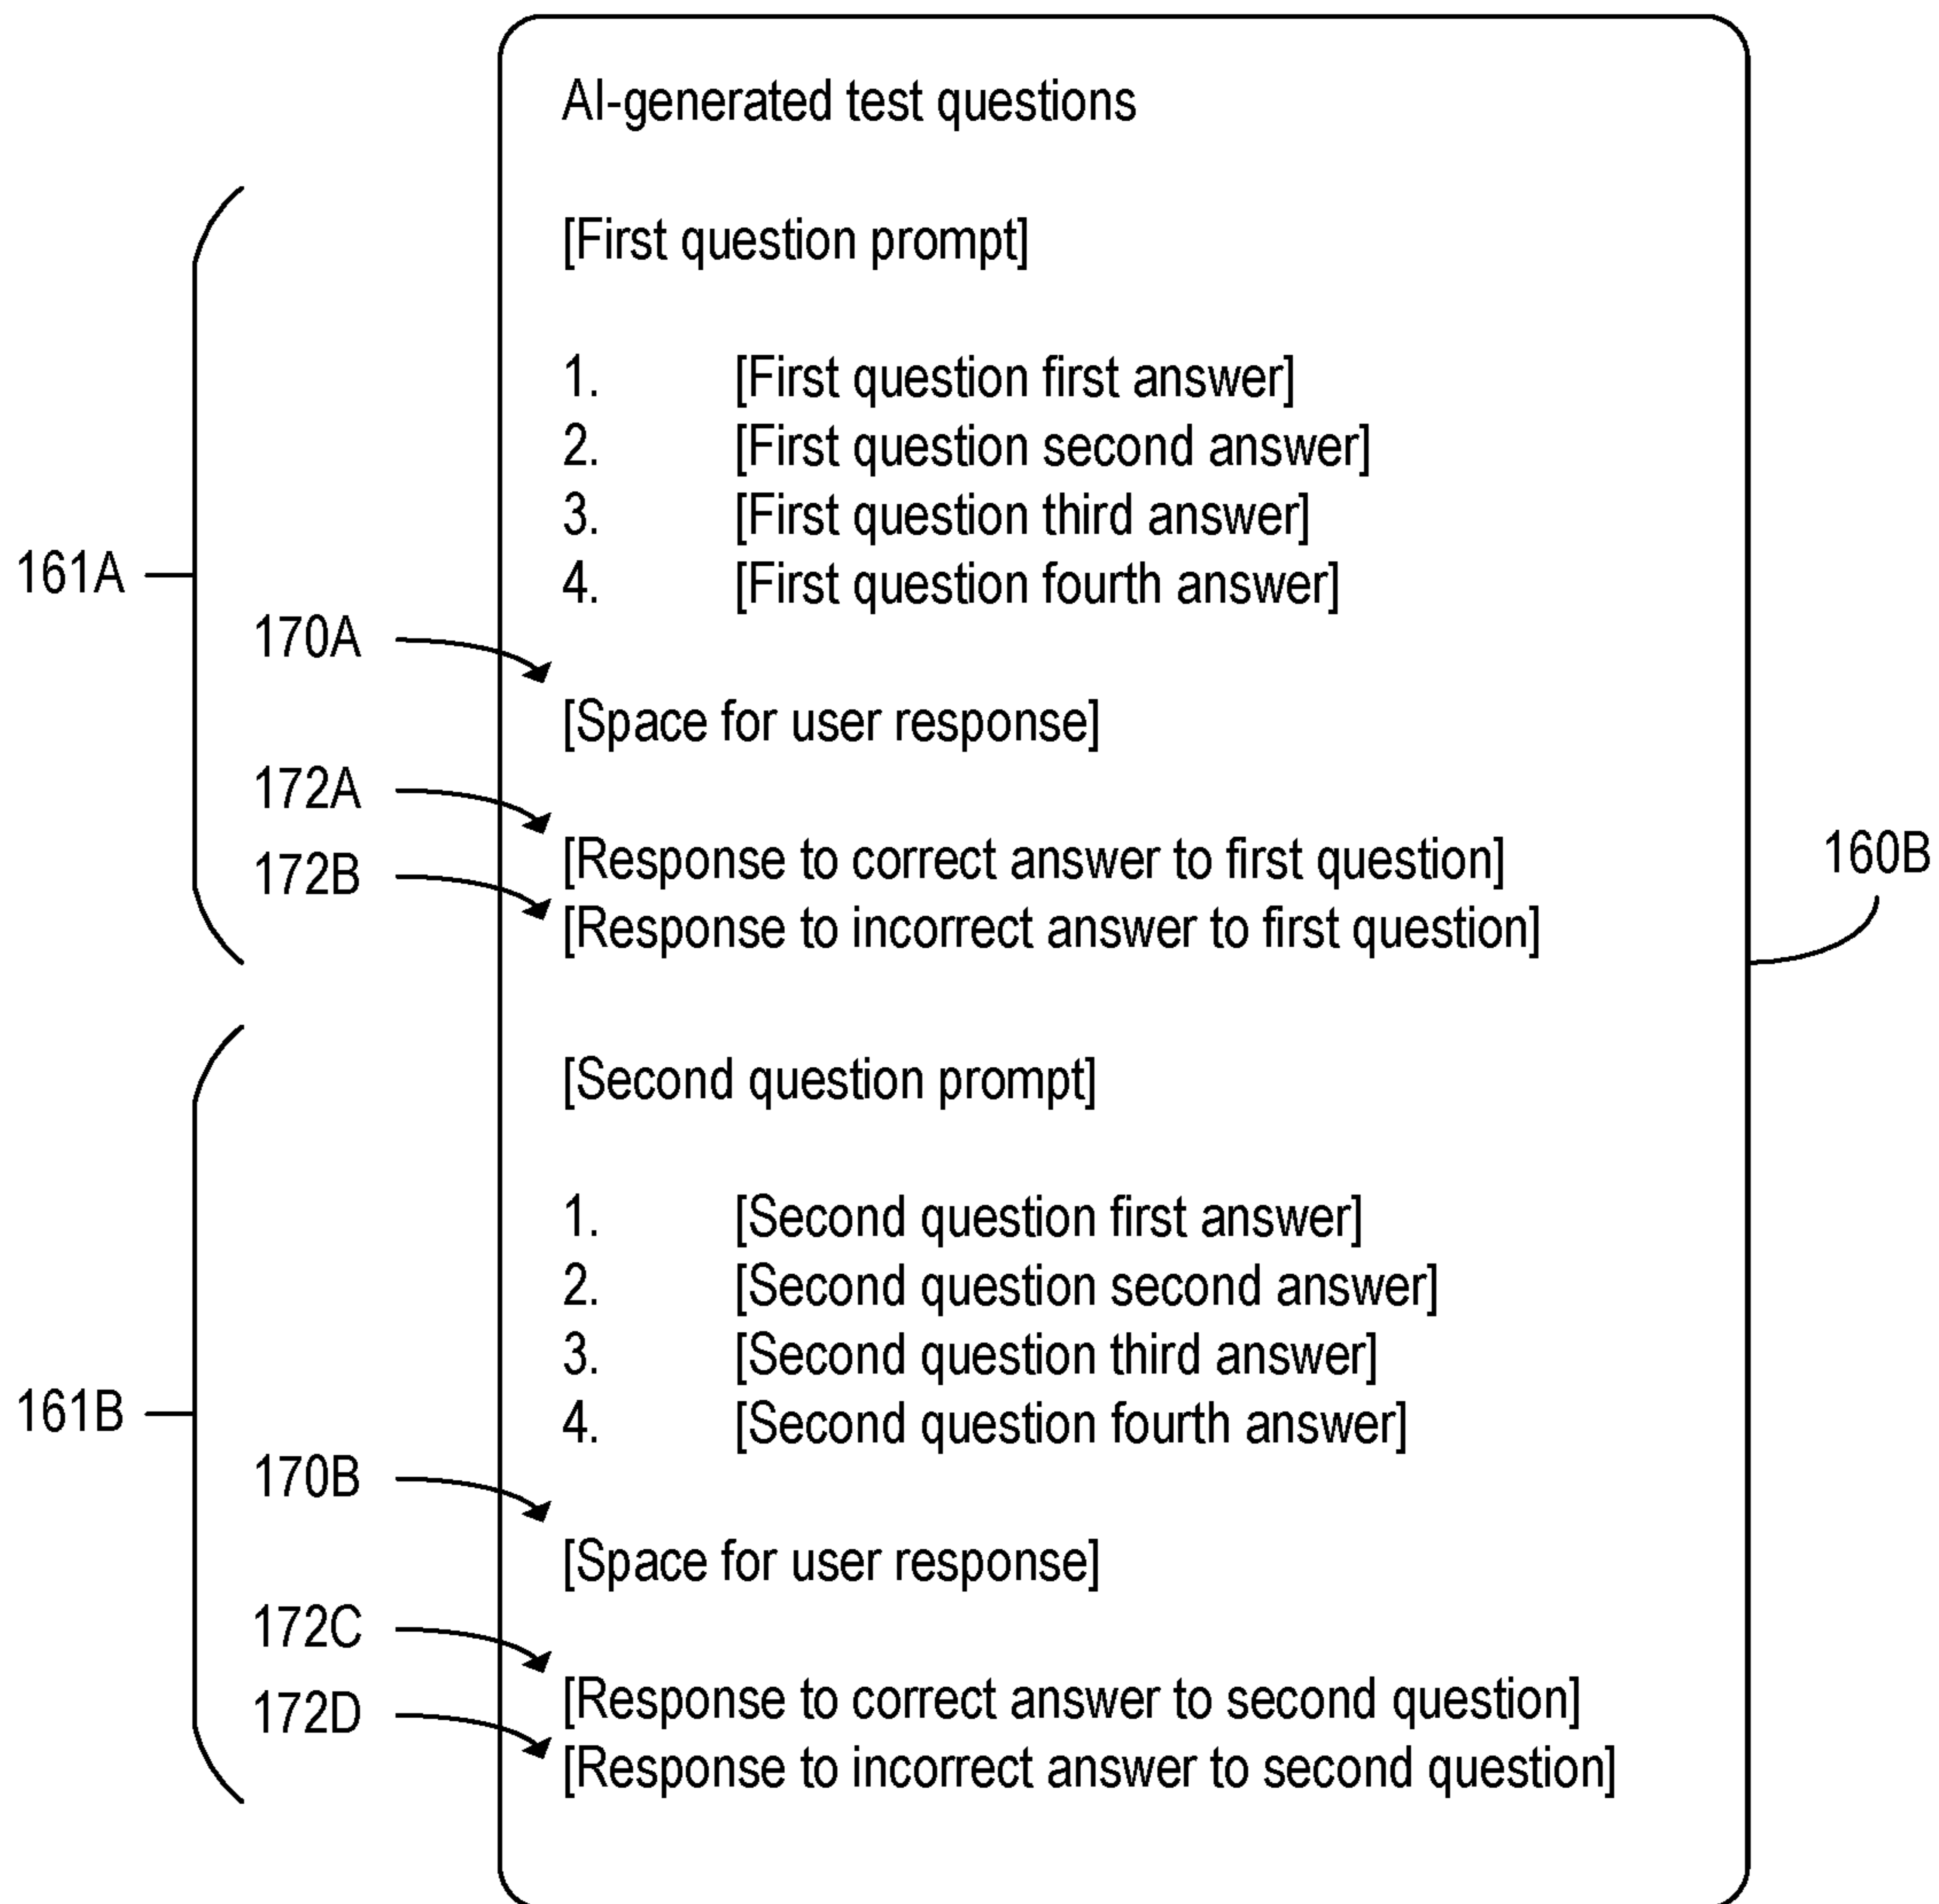 AI-generated test questions
[First question prompt]
1. [First question first answer]
2. [First question second answer]
3. [First question third answer]
4. [First question fourth answer]
161A
170A
[Space for user response]
172A
[Response to correct answer to first question]
172B
[Response to incorrect answer to first question]
160B
[Second question prompt]
1. [Second question first answer]
2. [Second question second answer]
3. [Second question third answer]
4. [Second question fourth answer]
161B
170B
[Space for user response]
172C
[Response to correct answer to second question]
172D
[Response to incorrect answer to second question]